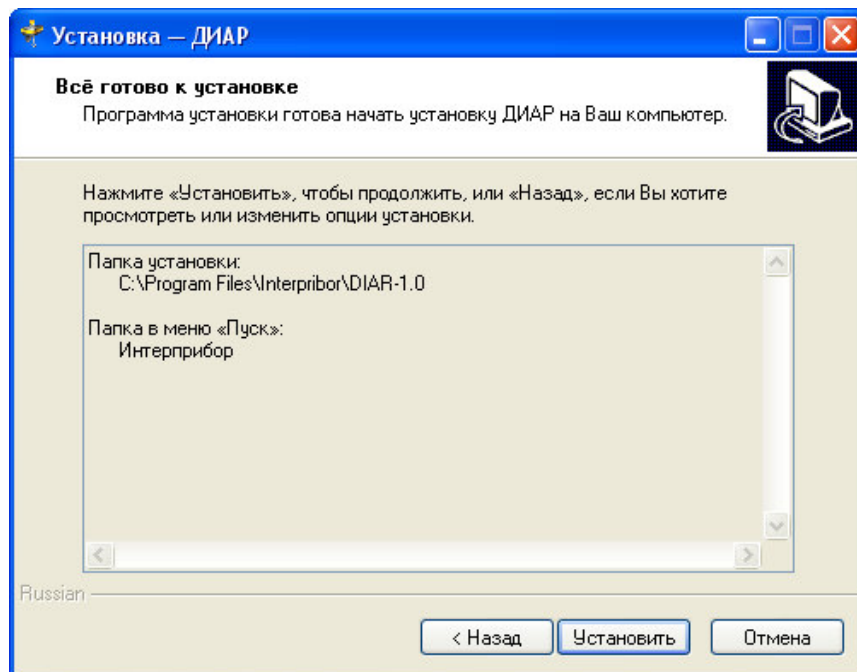 Установка — ДИАР
Всё готово к установке
Программа установки готова начать установку ДИАР на Ваш компьютер.
Нажмите «Установить», чтобы продолжить, или «Назад», если Вы хотите
просмотреть или изменить опции установки.
Папка установки:
C:\Program Files\Interpribor\DIAR-1.0
Папка в меню «Пуск»:
Интерприбор
Russian
< Назад
Установить
Отмена